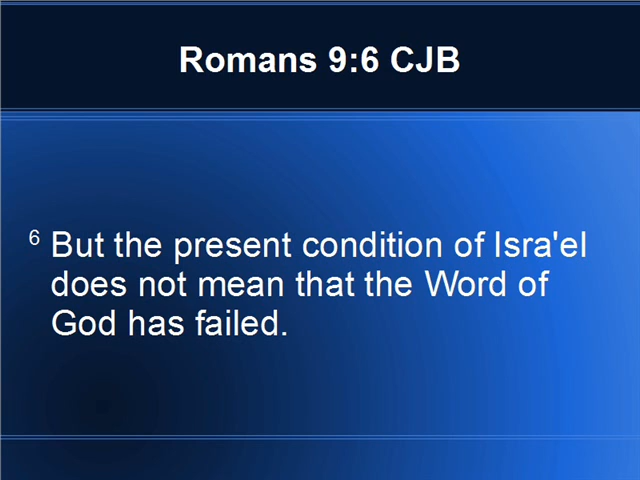 Romans 9:6 CJB
6 But the present condition of Isra'el
does not mean that the Word of
God has failed.